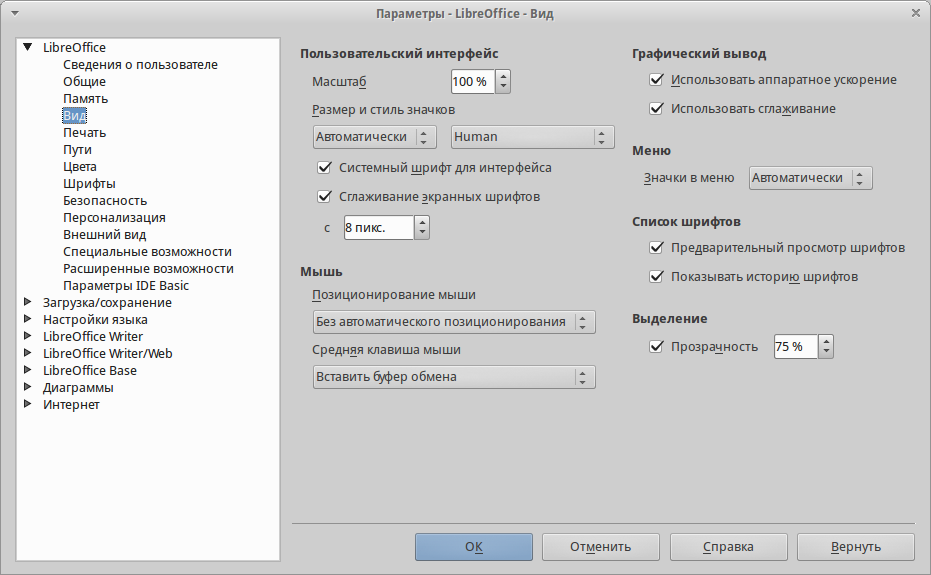 Параметры - LibreOffice - Вид
LibreOffice
Сведения о пользователе
Общие
Память
Вид
Печать
Пути
Цвета
Шрифты
Безопасность
Персонализация
Внешний вид
Специальные возможности
Расширенные возможности
Параметры IDE Basic
Загрузка/сохранение
Настройки языка
LibreOffice Writer
LibreOffice Writer/Web
LibreOffice Base
Диаграммы
Интернет
Пользовательский интерфейс
Масштаб 100 %
Размер и стиль значков
Автоматически Human
Системный шрифт для интерфейса
Сглаживание экранных шрифтов
с 8 пикс.
Мышь
Позиционирование мыши
Без автоматического позиционирования
Средняя клавиша мыши
Вставить буфер обмена
Графический вывод
Использовать аппаратное ускорение
Использовать сглаживание
Меню
Значки в меню Автоматически
Список шрифтов
Предварительный просмотр шрифтов
Показывать историю шрифтов
Выделение
Прозрачность 75 %
OK Отменить Справка Вернуть